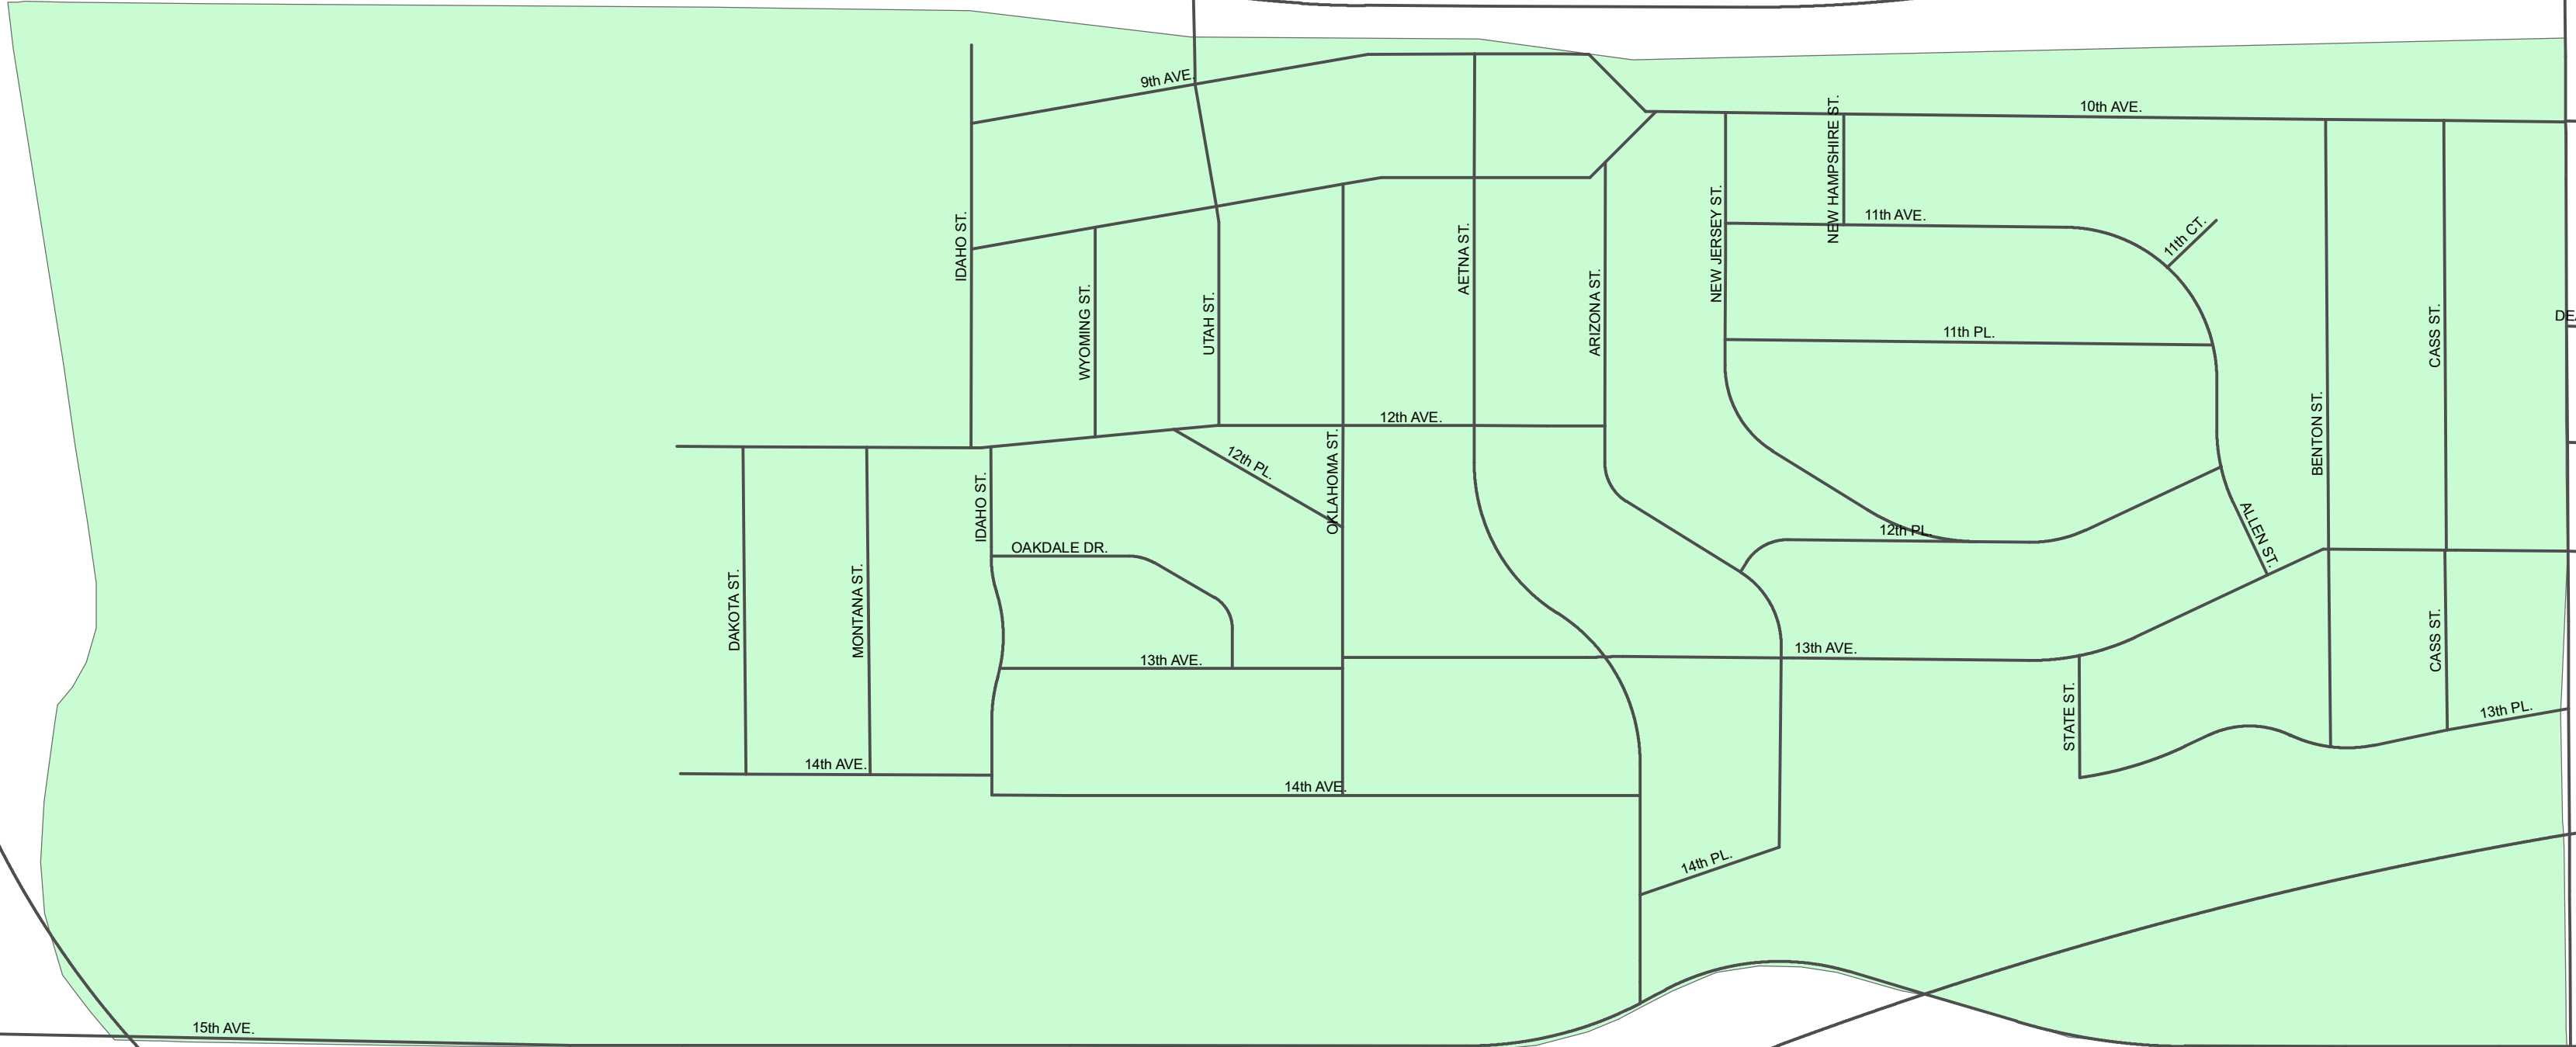 9th AVE.
10th AVE.
NEW HAMPSHIRE ST.
11th AVE.
11th CT.
IDAHO ST.
AETNA ST.
NEW JERSEY ST.
WYOMING ST.
UTAH ST.
ARIZONA ST.
11th PL.
CASS ST.
DE
12th AVE.
BENTON ST.
12th PL.
OKLAHOMA ST.
IDAHO ST.
12th PL.
ALLEN ST.
OAKDALE DR.
DAKOTA ST.
MONTANA ST.
13th AVE.
13th AVE.
CASS ST.
STATE ST.
13th PL.
14th AVE.
14th AVE.
14th PL.
15th AVE.